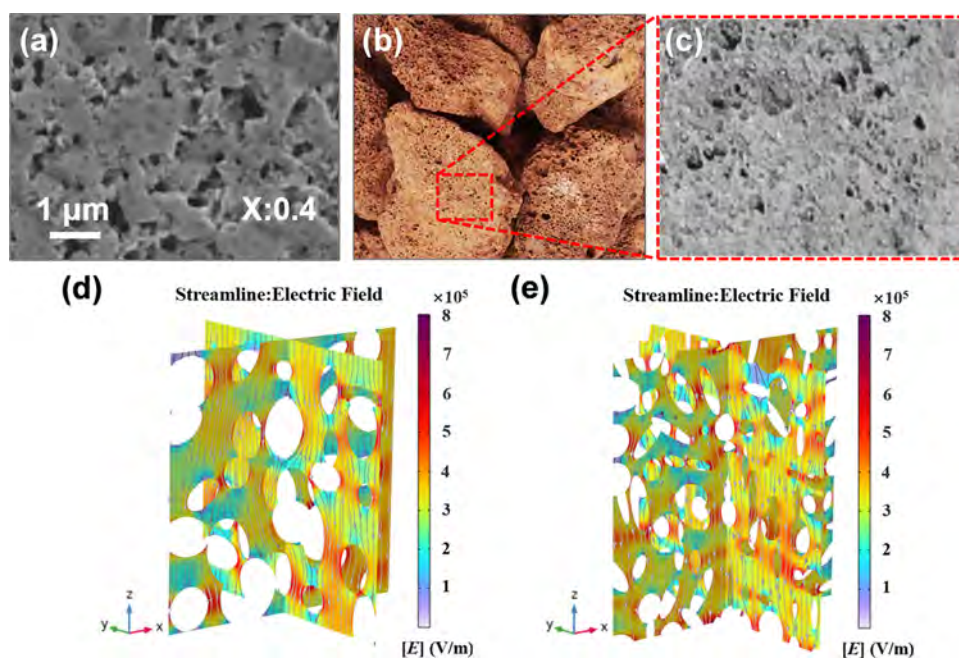 (a)
1 μm
X:0.4
(b)
(c)
(d)
Streamline:Electric Field
×10⁵
8
7
6
5
4
3
2
1
z
y
x
[E] (V/m)
(e)
Streamline:Electric Field
×10⁵
8
7
6
5
4
3
2
1
z
y
x
[E] (V/m)